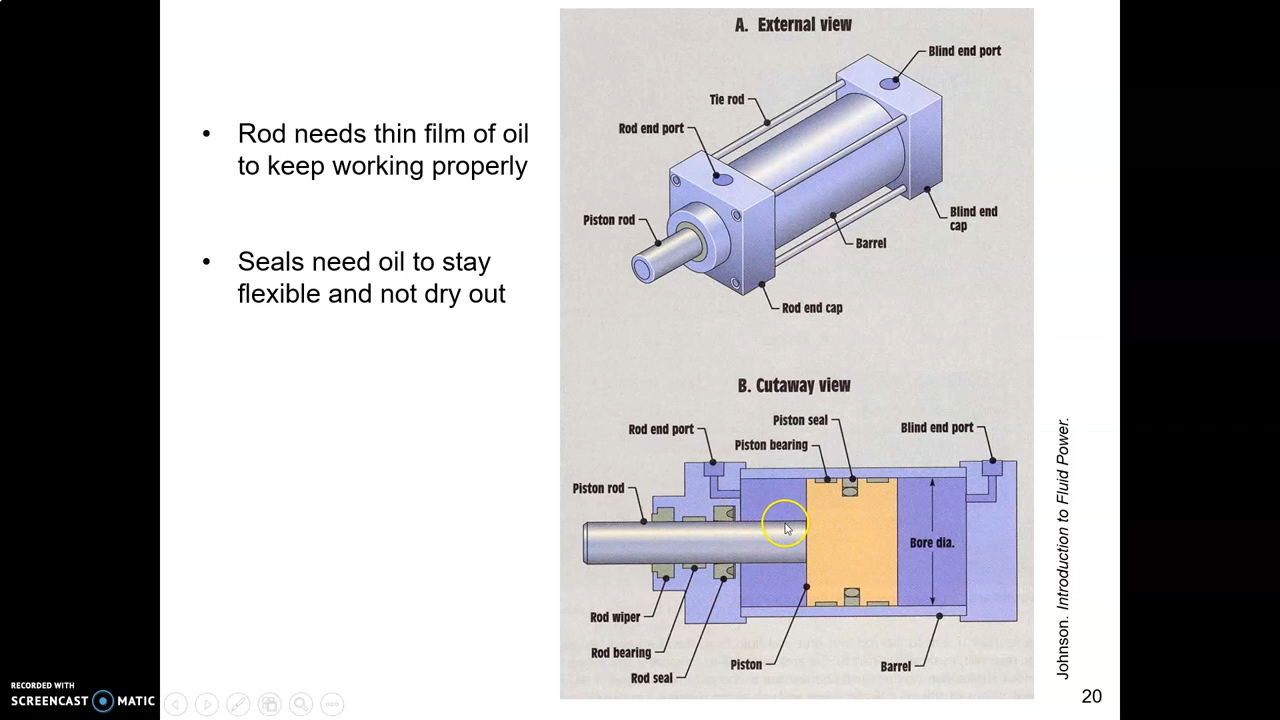 • Rod needs thin film of oil
to keep working properly
• Seals need oil to stay
flexible and not dry out
A. External view
Blind end port
Tie rod
Rod end port
Piston rod
Blind end
cap
Barrel
Rod end cap
B. Cutaway view
Piston seal
Rod end port
Blind end port
Piston bearing
Piston rod
Bore dia.
Rod wiper
Rod bearing
Piston
Barrel
Rod seal
Johnson. Introduction to Fluid Power.
20
RECORDED WITH
SCREENCAST MATIC